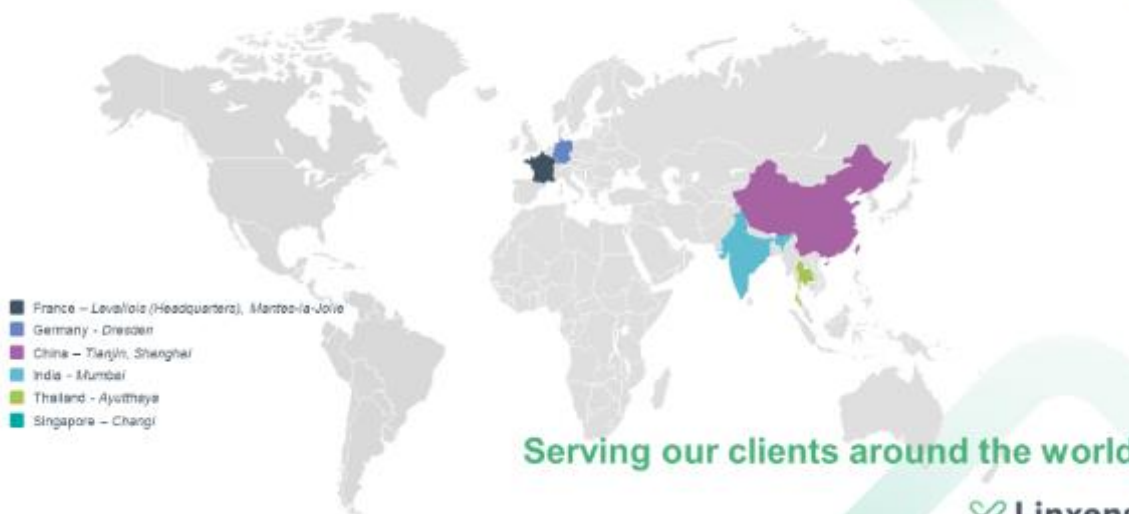 France – Levallois (Headquarters), Mantes-la-Jolie
Germany - Dresden
China – Tianjin, Shanghai
India - Mumbai
Thailand - Ayutthaya
Singapore – Changi
Serving our clients around the world
Linxens